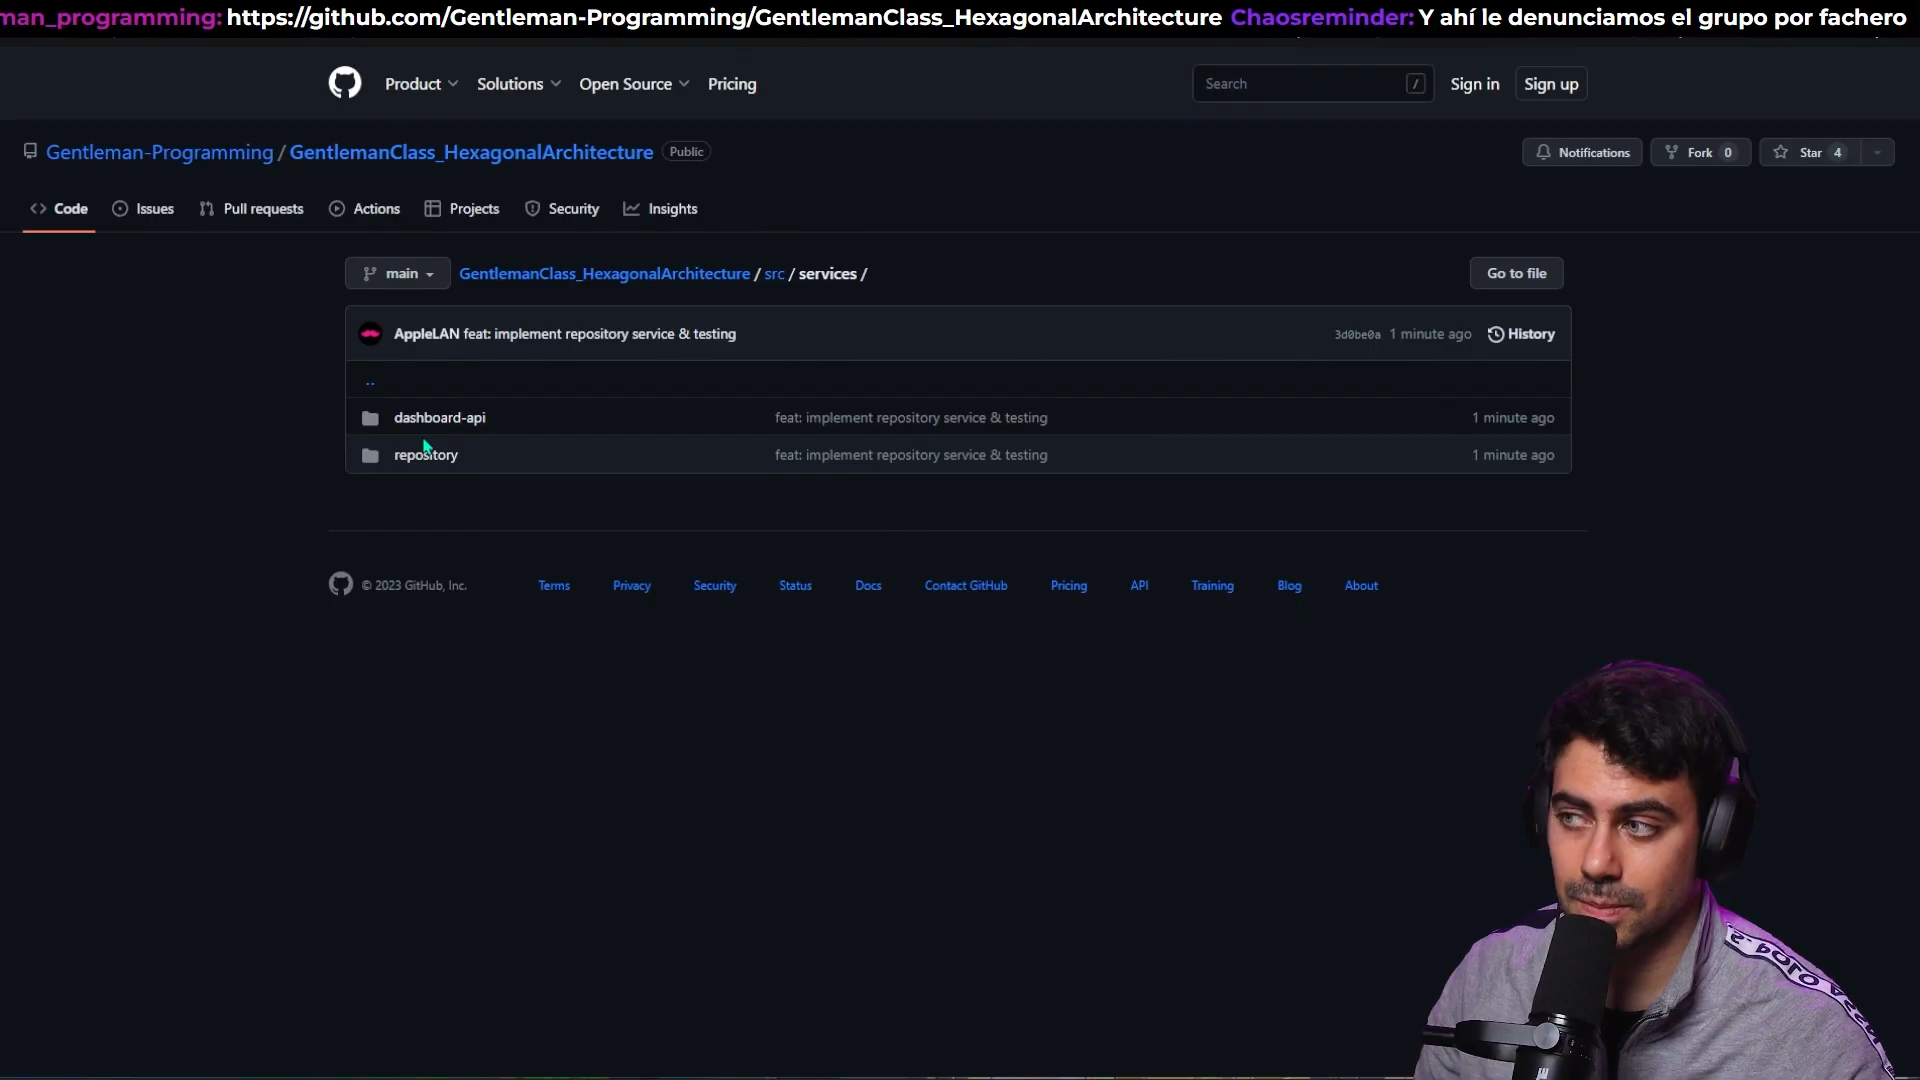 man_programming: https://github.com/Gentleman-Programming/GentlemanClass_HexagonalArchitecture Chaosreminder: Y ahí le denunciamos el grupo por fachero
Product Solutions Open Source Pricing Search / Sign in Sign up
Gentleman-Programming / GentlemanClass_HexagonalArchitecture Public Notifications Fork 0 Star 4
Code Issues Pull requests Actions Projects Security Insights
main GentlemanClass_HexagonalArchitecture / src / services / Go to file
AppleLAN feat: implement repository service & testing 3d0be0a 1 minute ago History
..
dashboard-api feat: implement repository service & testing 1 minute ago
repository feat: implement repository service & testing 1 minute ago
© 2023 GitHub, Inc. Terms Privacy Security Status Docs Contact GitHub Pricing API Training Blog About